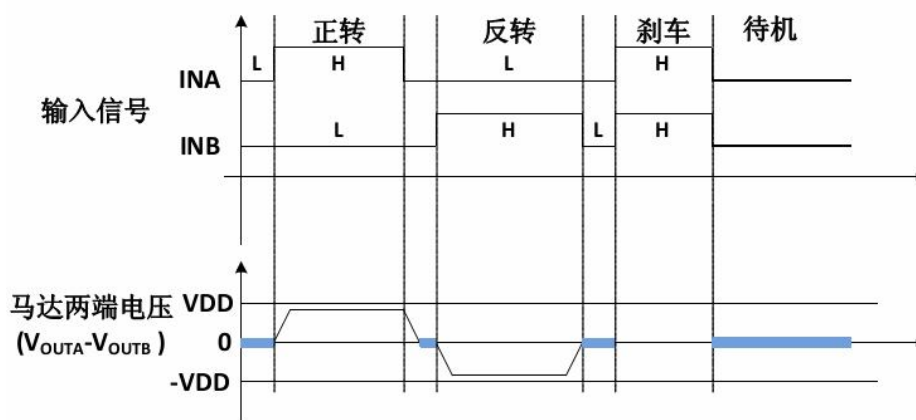 正转 反转 刹车 待机
L H L H
INA
输入信号
L H L H
INB
马达两端电压 VDD
(VOUTA-VOUTB ) 0
-VDD